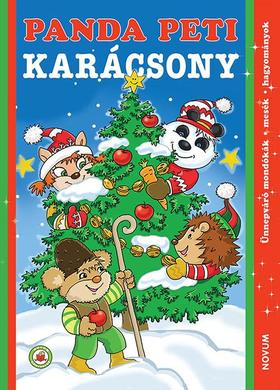 PANDA PETI
KARÁCSONY
Ünnepváró mondókák • mesék • hagyományok
NOVUM